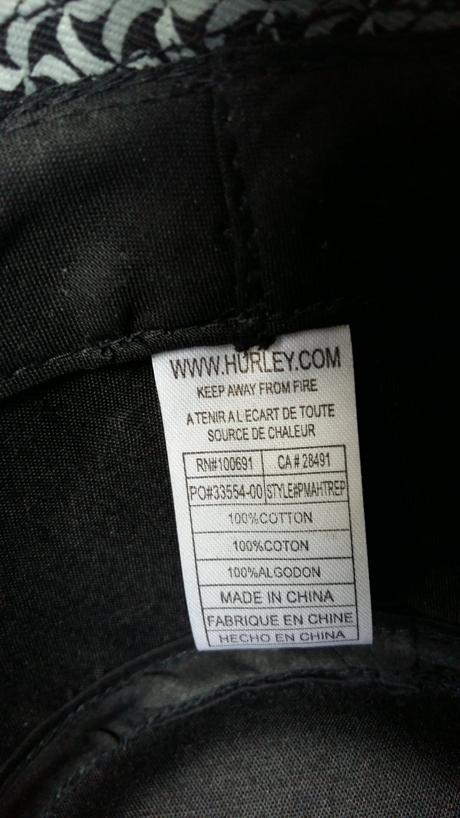 WWW.HURLEY.COM
KEEP AWAY FROM FIRE
A TENIR A L ECART DE TOUTE
SOURCE DE CHALEUR
RN#100691 CA # 28491
PO#33554-00 STYLE#PMAHTREP
100%COTTON
100%COTON
100%ALGODON
MADE IN CHINA
FABRIQUE EN CHINE
HECHO EN CHINA